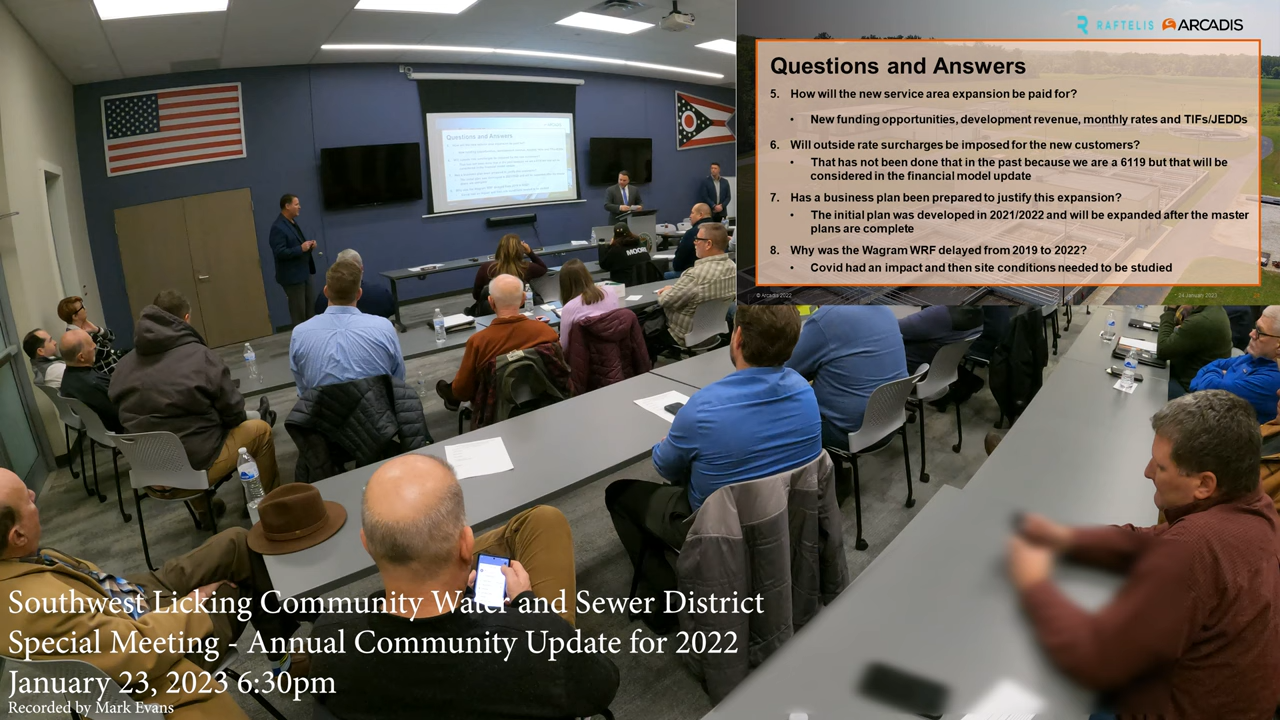 RAFTELIS ARCADIS
Questions and Answers
5. How will the new service area expansion be paid for?
• New funding opportunities, development revenue, monthly rates and TIFs/JEDDs
6. Will outside rate surcharges be imposed for the new customers?
• That has not been done that in the past because we are a 6119 but that will be
considered in the financial model update
7. Has a business plan been prepared to justify this expansion?
• The initial plan was developed in 2021/2022 and will be expanded after the master
plans are complete
8. Why was the Wagram WRF delayed from 2019 to 2022?
• Covid had an impact and then site conditions needed to be studied
© Arcadis 2022
24 January 2023
Questions and Answers
MOORE
Southwest Licking Community Water and Sewer District
Special Meeting - Annual Community Update for 2022
January 23, 2023 6:30pm
Recorded by Mark Evans